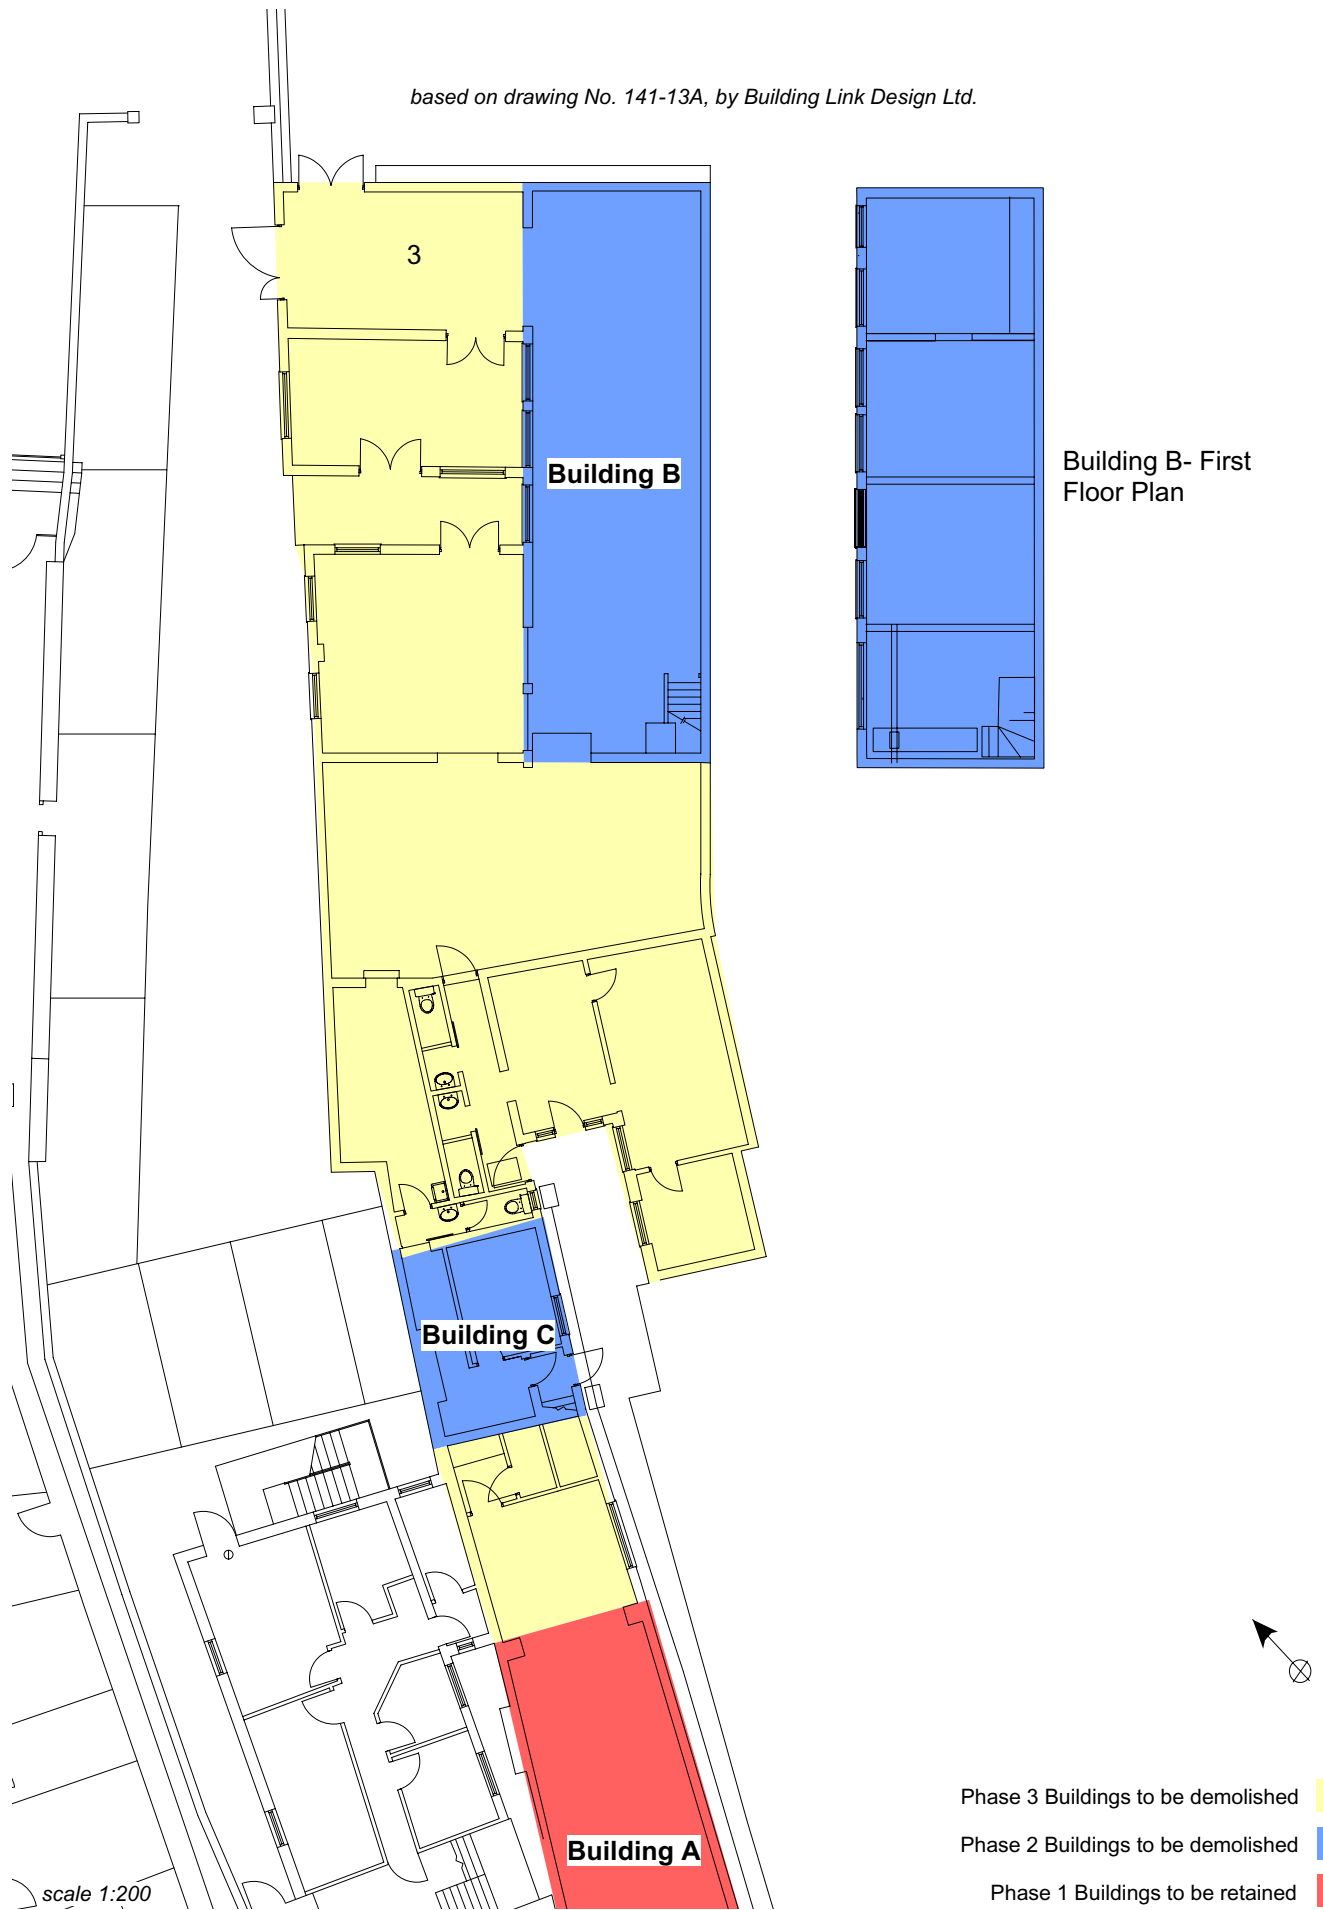 based on drawing No. 141-13A, by Building Link Design Ltd.
3
Building B
Building B- First
Floor Plan
Building C
Building A
Phase 3 Buildings to be demolished
Phase 2 Buildings to be demolished
Phase 1 Buildings to be retained
scale 1:200